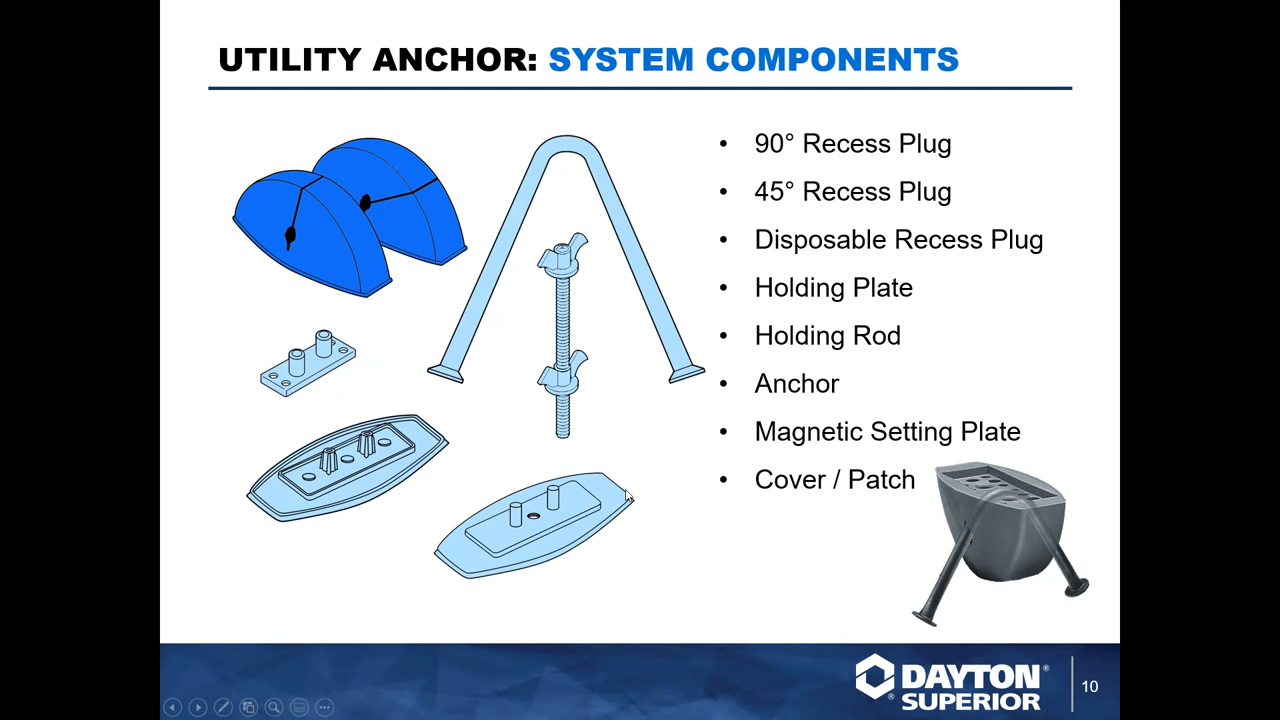 UTILITY ANCHOR: SYSTEM COMPONENTS
• 90° Recess Plug
• 45° Recess Plug
• Disposable Recess Plug
• Holding Plate
• Holding Rod
• Anchor
• Magnetic Setting Plate
• Cover / Patch
DAYTON®
®SUPERIOR
10